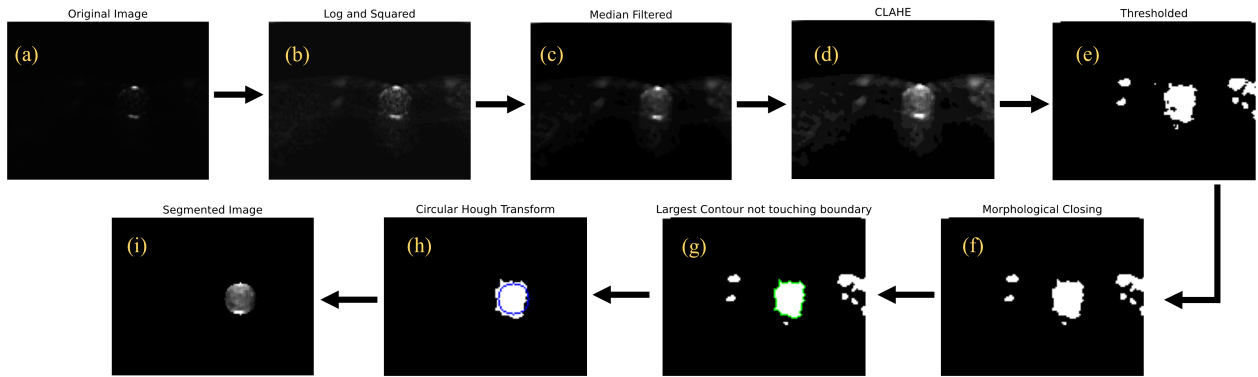 Original Image
Log and Squared
Median Filtered
CLAHE
Thresholded
(a)
(b)
(c)
(d)
(e)
Segmented Image
Circular Hough Transform
Largest Contour not touching boundary
Morphological Closing
(i)
(h)
(g)
(f)